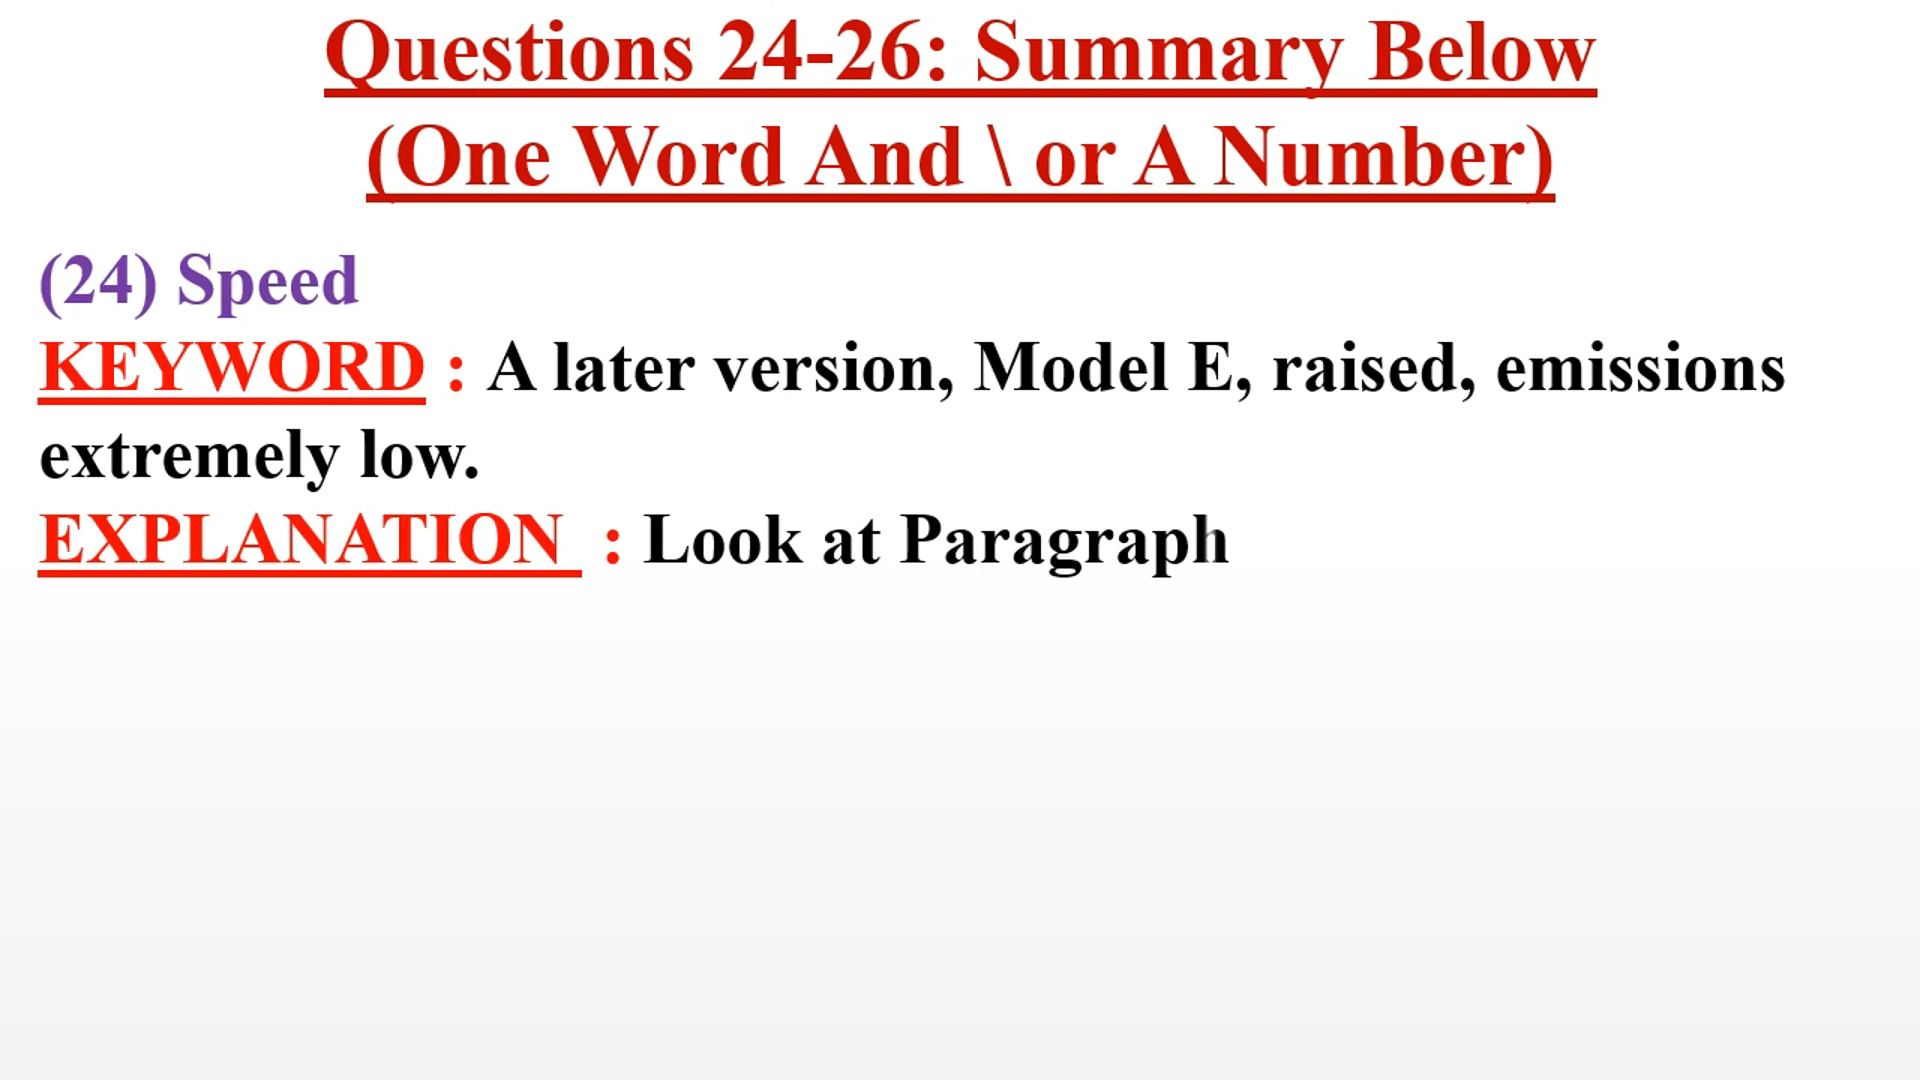 Questions 24-26: Summary Below
(One Word And \ or A Number)
(24) Speed
KEYWORD : A later version, Model E, raised, emissions
extremely low.
EXPLANATION : Look at Paragraph